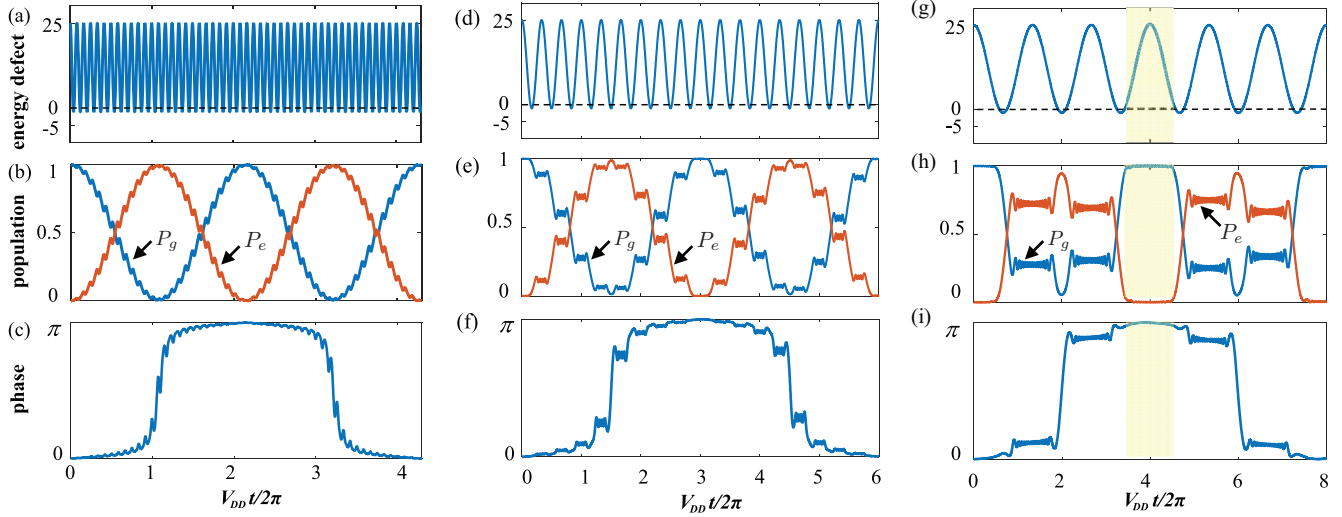 (a)
25
0
-5
energy defect
(b)
1
0.5
0
population
P_g
P_e
(c)
π
0
phase
0 1 2 3 4
V_DD t/2π
(d)
25
0
-5
(e)
1
0.5
0
P_g
P_e
(f)
π
0
0 1 2 3 4 5 6
V_DD t/2π
(g)
25
0
-5
(h)
1
0.5
0
P_g
P_e
(i)
π
0
0 2 4 6 8
V_DD t/2π